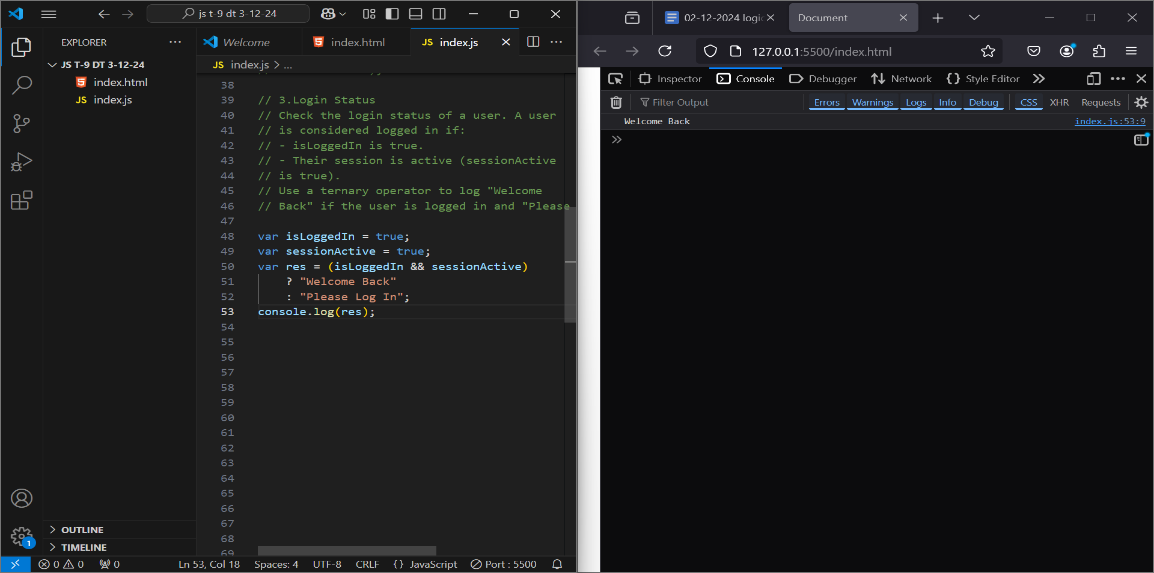 js t-9 dt 3-12-24
EXPLORER
JS T-9 DT 3-12-24
index.html
JS index.js
OUTLINE
TIMELINE
Welcome
index.html
JS index.js
JS index.js > ...
38
39 // 3.Login Status
40 // Check the login status of a user. A user
41 // is considered logged in if:
42 // - isLoggedIn is true.
43 // - Their session is active (sessionActive
44 // is true).
45 // Use a ternary operator to log "Welcome
46 // Back" if the user is logged in and "Please
47
48 var isLoggedIn = true;
49 var sessionActive = true;
50 var res = (isLoggedIn && sessionActive)
51 ? "Welcome Back"
52 : "Please Log In";
53 console.log(res);
54
55
56
57
58
59
60
61
62
63
64
65
66
67
68
69
1
0 0 0 Ln 53, Col 18 Spaces: 4 UTF-8 CRLF {} JavaScript Port : 5500
02-12-2024 logic
Document
127.0.0.1:5500/index.html
Inspector Console Debugger Network {} Style Editor
Filter Output Errors Warnings Logs Info Debug CSS XHR Requests
Welcome Back index.js:53:9